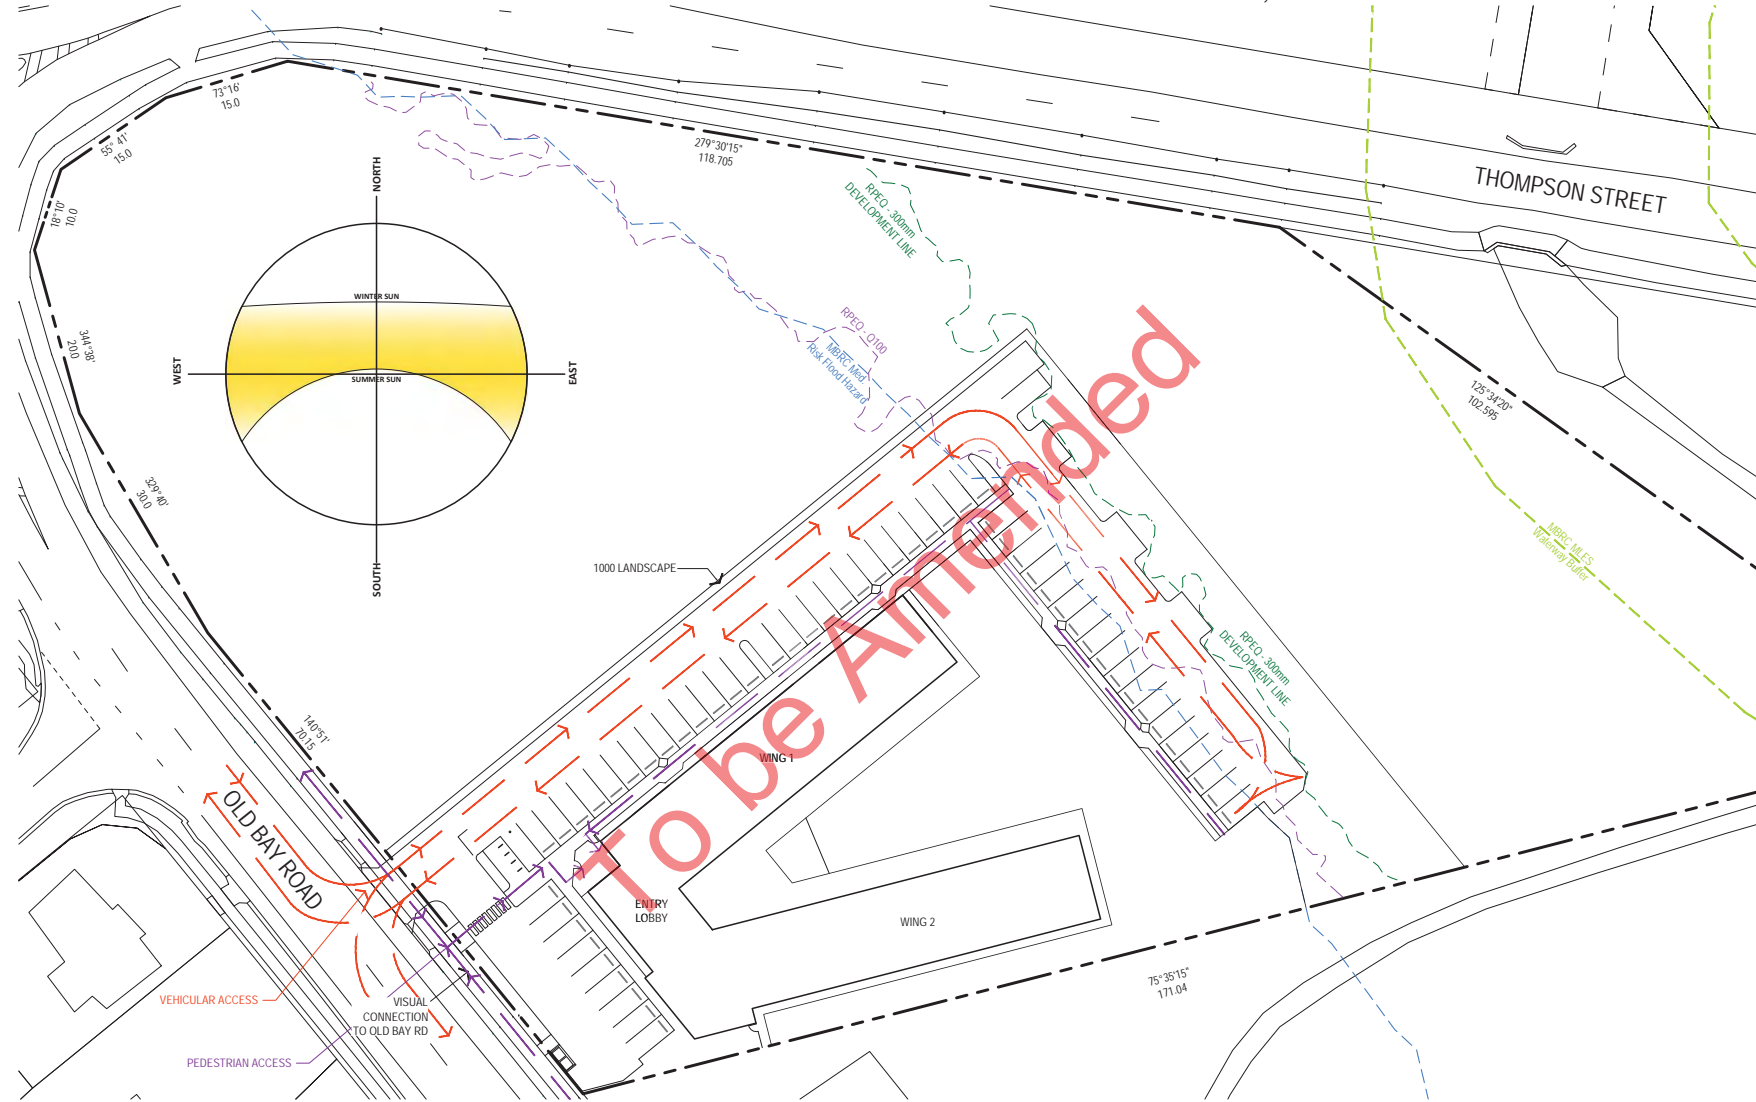 73°16'
15.0
55° 41'
15.0
18°10'
10.0
344°38'
20.0
329°40'
30.0
140°51'
70.15
279°30'15"
118.705
THOMPSON STREET
125°34'20"
102.595
75°35'15"
171.04
NORTH
WEST
EAST
SOUTH
WINTER SUN
SUMMER SUN
RPEQ - 300mm
DEVELOPMENT LINE
RPEQ - Q100
MBRC Med.
Risk Flood Hazard
MBRC MLES
Waterway Buffer
RPEQ - 300mm
DEVELOPMENT LINE
1000 LANDSCAPE
To be Amended
WING 1
WING 2
ENTRY
LOBBY
OLD BAY ROAD
VEHICULAR ACCESS
VISUAL
CONNECTION
TO OLD BAY RD
PEDESTRIAN ACCESS